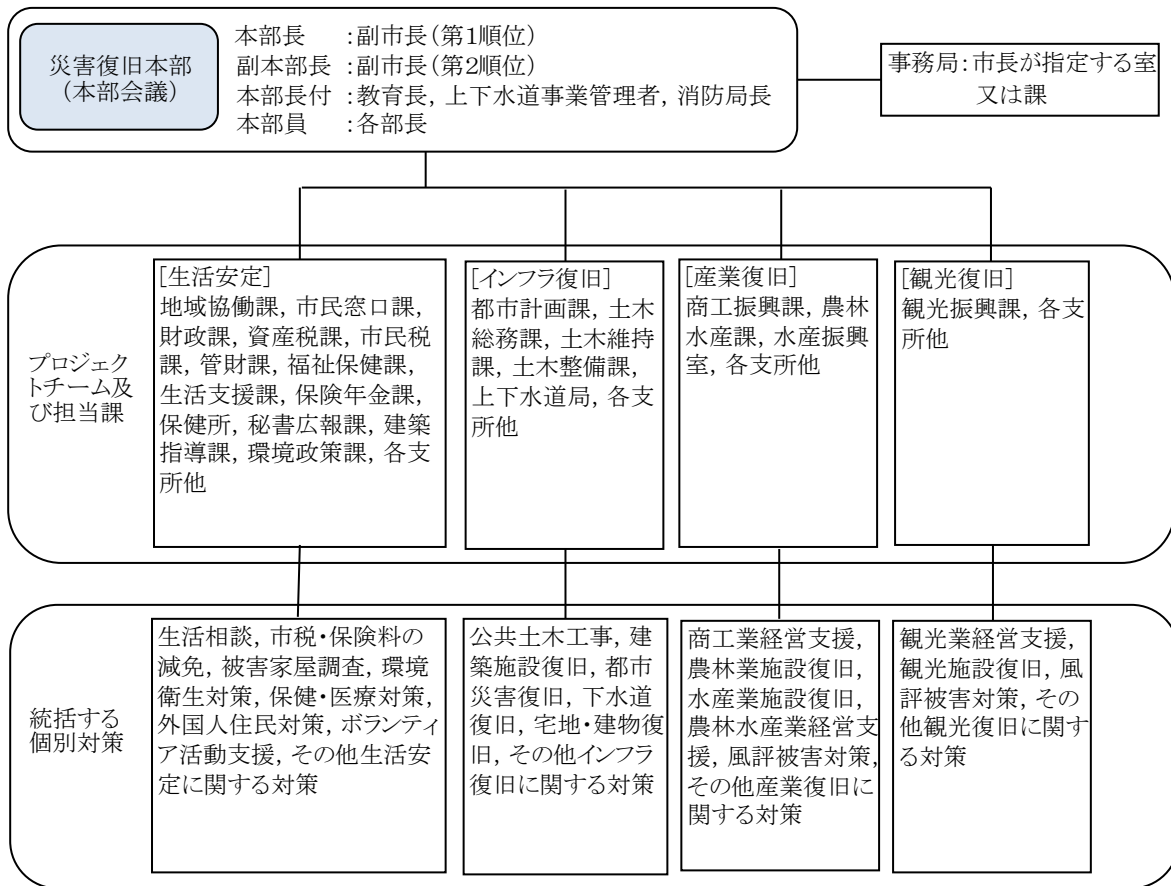 災害復旧本部
(本部会議)
本部長　:副市長(第1順位)
副本部長:副市長(第2順位)
本部長付:教育長, 上下水道事業管理者, 消防局長
本部員　:各部長
事務局:市長が指定する室
又は課
プロジェク
トチーム及
び担当課
[生活安定]
地域協働課, 市民窓口課,
財政課, 資産税課, 市民税
課, 管財課, 福祉保健課,
生活支援課, 保険年金課,
保健所, 秘書広報課, 建築
指導課, 環境政策課, 各支
所他
[インフラ復旧]
都市計画課, 土木
総務課, 土木維持
課, 土木整備課,
上下水道局, 各支
所他
[産業復旧]
商工振興課, 農林
水産課, 水産振興
室, 各支所他
[観光復旧]
観光振興課, 各支
所他
統括する
個別対策
生活相談, 市税・保険料の
減免, 被害家屋調査, 環境
衛生対策, 保健・医療対策,
外国人住民対策, ボランティ
ア活動支援, その他生活安
定に関する対策
公共土木工事, 建
築施設復旧, 都市
災害復旧, 下水道
復旧, 宅地・建物復
旧, その他インフラ
復旧に関する対策
商工業経営支援,
農林業施設復旧,
水産業施設復旧,
農林水産業経営支
援, 風評被害対策,
その他産業復旧に
関する対策
観光業経営支援,
観光施設復旧, 風
評被害対策, その
他観光復旧に関す
る対策